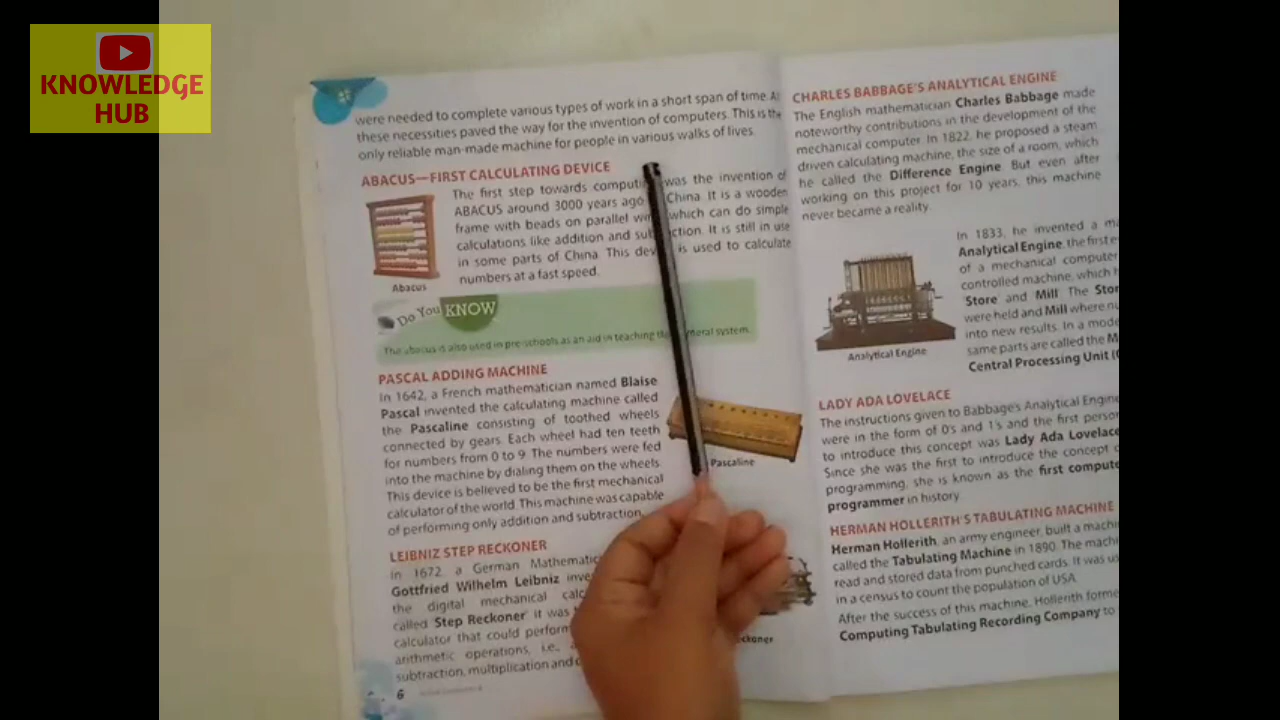 KNOWLEDGE
HUB
were needed to complete various types of work in a short span of time.
these necessities paved the way for the invention of computers. This is the
only reliable man-made machine for people in various walks of lives.
ABACUS—FIRST CALCULATING DEVICE
The first step towards was the invention of
ABACUS around 3000 years ago China. It is a wooden
frame with beads on parallel which can do simple
calculations like addition and It is still in use
in some parts of China. This is used to calculate
numbers at a fast speed.
Abacus
Do You KNOW
The abacus is also used in pre-schools as an aid in teaching system.
PASCAL ADDING MACHINE
In 1642, a French mathematician named Blaise
Pascal invented the calculating machine called
the Pascaline consisting of toothed wheels
connected by gears. Each wheel had ten teeth
for numbers from 0 to 9. The numbers were fed
into the machine by dialing them on the wheels.
This device is believed to be the first mechanical
calculator of the world. This machine was capable
of performing only addition and subtraction.
Pascaline
LEIBNIZ STEP RECKONER
In 1672, a German
Gottfried Wilhelm Leibniz
the digital mechanical
called 'Step Reckoner'. It was
calculator that could
arithmetic operations, i.e.,
subtraction, multiplication and
6
CHARLES BABBAGE'S ANALYTICAL ENGINE
The English mathematician Charles Babbage made
noteworthy contributions in the development of the
mechanical computer. In 1822, he proposed a steam
driven calculating machine, the size of a room, which
he called the Difference Engine. But even after
working on this project for 10 years, this machine
never became a reality.
In 1833, he invented a
Analytical Engine, the first
of a mechanical computer
controlled machine, which
'Store' and 'Mill'. The
were held and Mill where
into new results. In a
same parts are called the
Central Processing Unit
Analytical Engine
LADY ADA LOVELACE
The instructions given to Babbage's Analytical Engine
were in the form of 0's and 1's and the first person
to introduce this concept was Lady Ada Lovelace
Since she was the first to introduce the concept
programming, she is known as the first
programmer in history.
HERMAN HOLLERITH'S TABULATING MACHINE
Herman Hollerith, an army engineer, built a
called the Tabulating Machine in 1890. The
read and stored data from punched cards. It was
in a census to count the population of USA.
After the success of this machine, Hollerith
Computing Tabulating Recording Company to